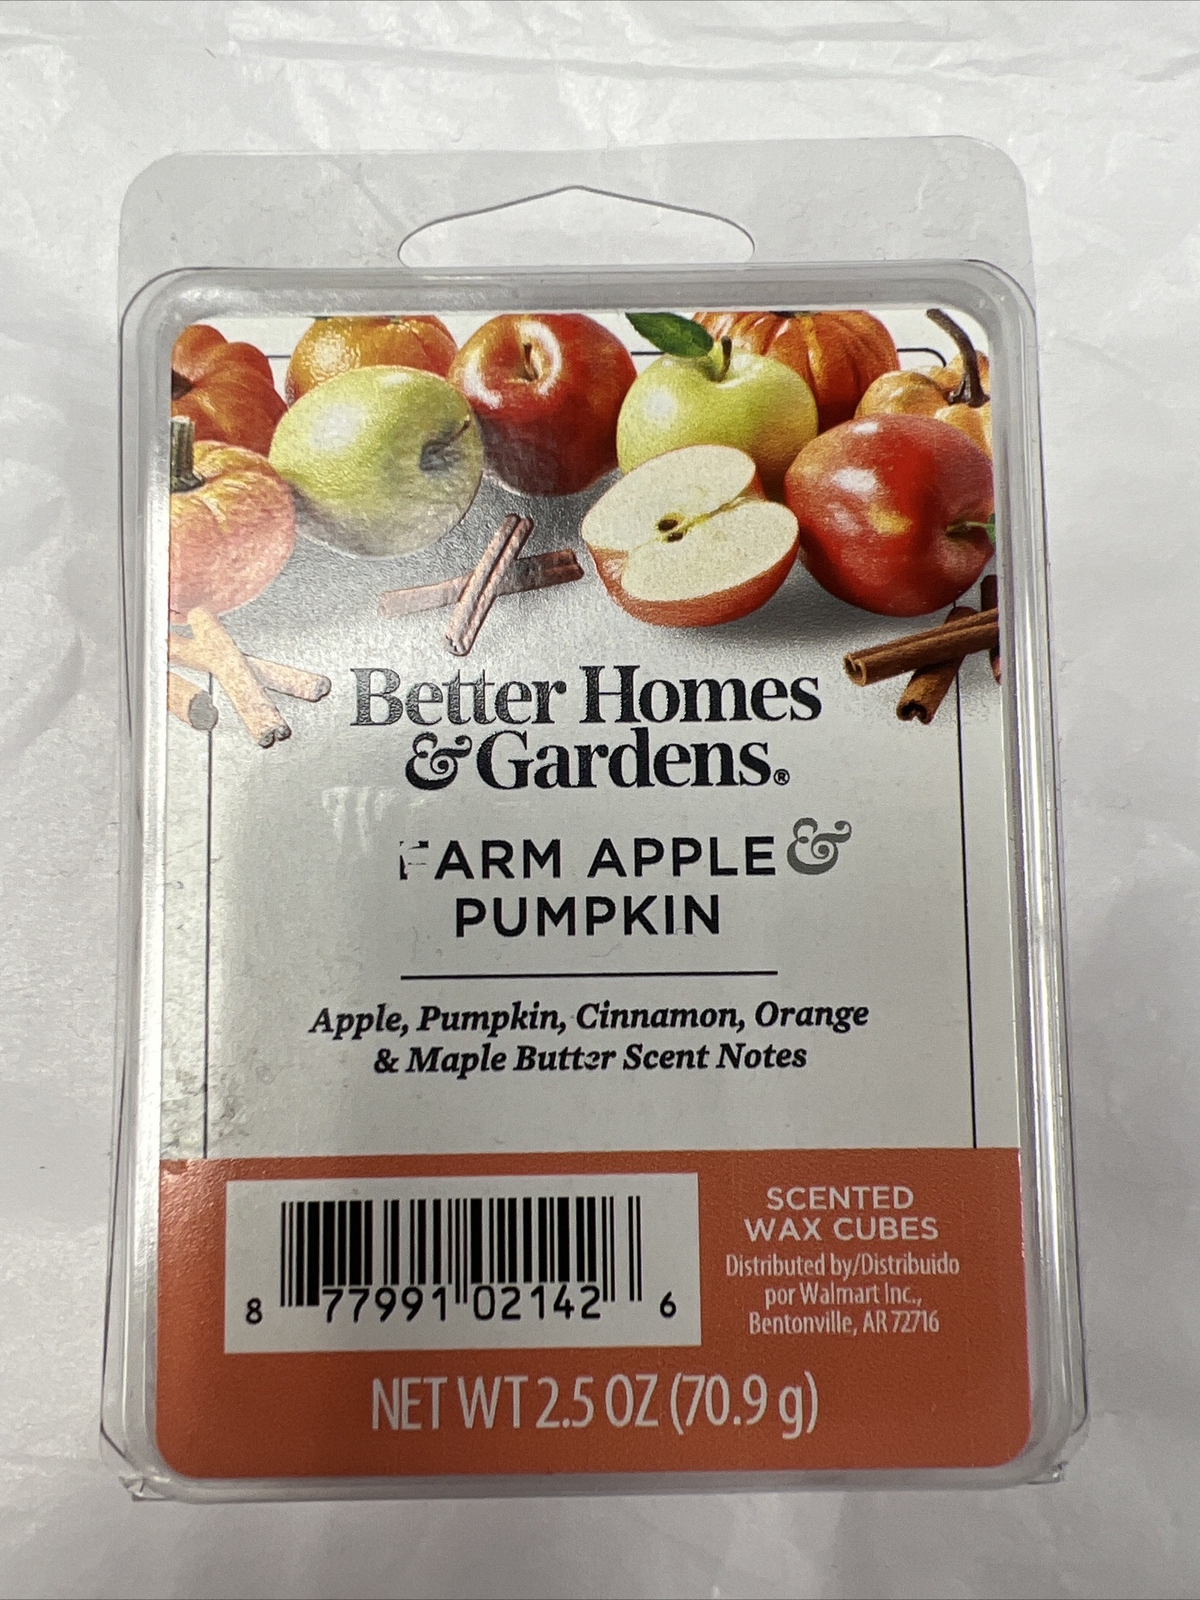 Better Homes
& Gardens®
FARM APPLE &
PUMPKIN
Apple, Pumpkin, Cinnamon, Orange
& Maple Butter Scent Notes
SCENTED
WAX CUBES
Distributed by/Distribuido
por Walmart Inc.,
Bentonville, AR 72716
8 77991 02142 6
NET WT 2.5 OZ (70.9 g)